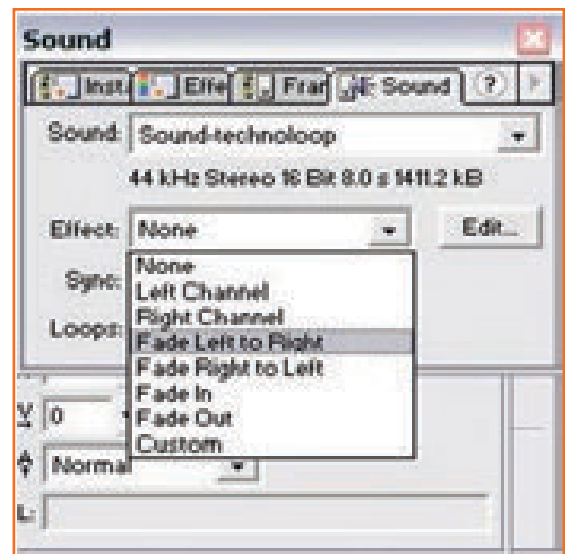 Sound
Inst Effe Fran Sound ?
Sound: Sound-technoloop
44 kHz Stereo 16 Bit 8.0 s 1411.2 kB
Effect: None Edit...
Sync:
Loops:
None
Left Channel
Right Channel
Fade Left to Right
Fade Right to Left
Fade In
Fade Out
Custom
Y 0
Norma
L: